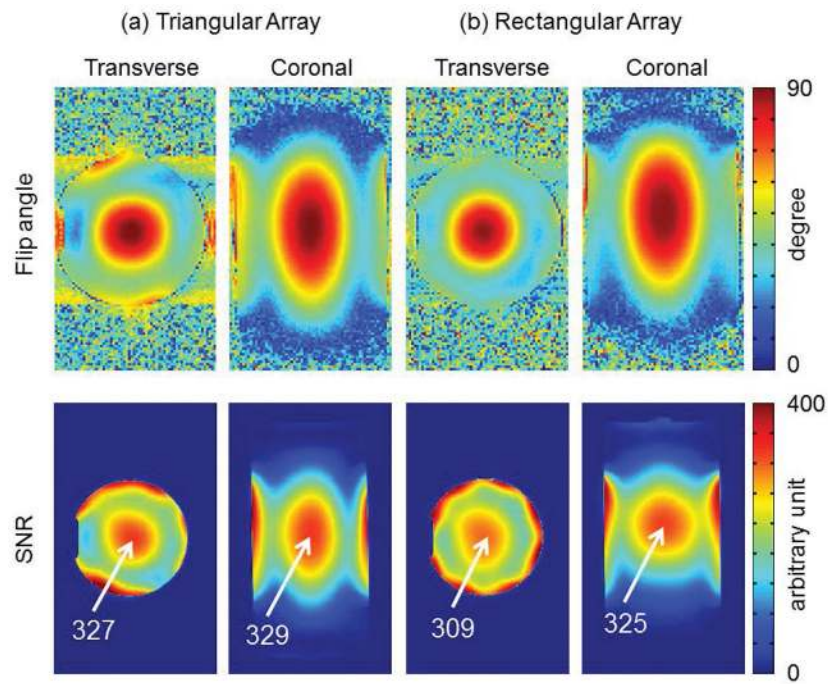 (a) Triangular Array (b) Rectangular Array
Transverse Coronal Transverse Coronal
Flip angle
90
degree
0
SNR
400
arbitrary unit
0
327
329
309
325